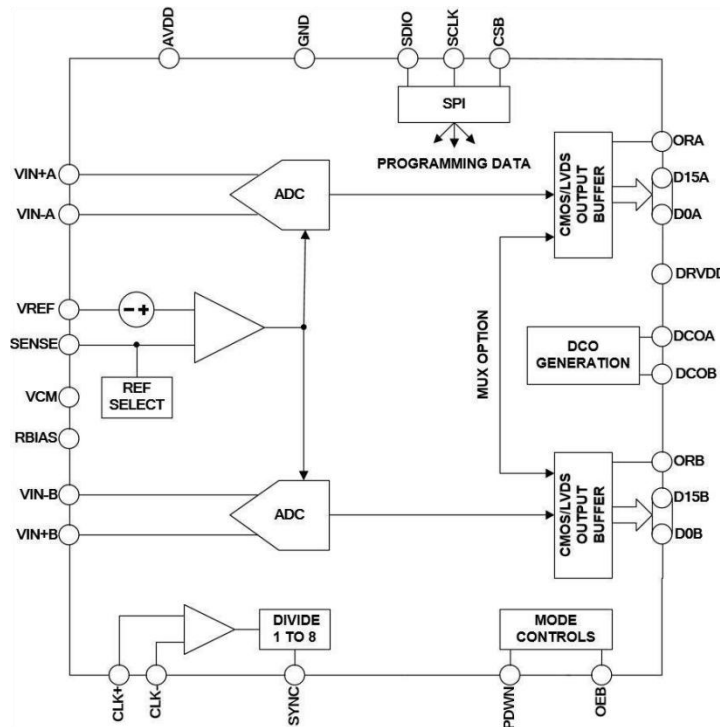 AVDD
GND
SDIO
SCLK
CSB
SPI
PROGRAMMING DATA
VIN+A
VIN-A
ADC
CMOS/LVDS
OUTPUT
BUFFER
ORA
D15A
D0A
DRVDD
VREF
- +
SENSE
REF
SELECT
VCM
RBIAS
MUX OPTION
DCO
GENERATION
DCOA
DCOB
VIN-B
VIN+B
ADC
CMOS/LVDS
OUTPUT
BUFFER
ORB
D15B
D0B
DIVIDE
1 TO 8
MODE
CONTROLS
CLK+
CLK-
SYNC
PDWN
OEB